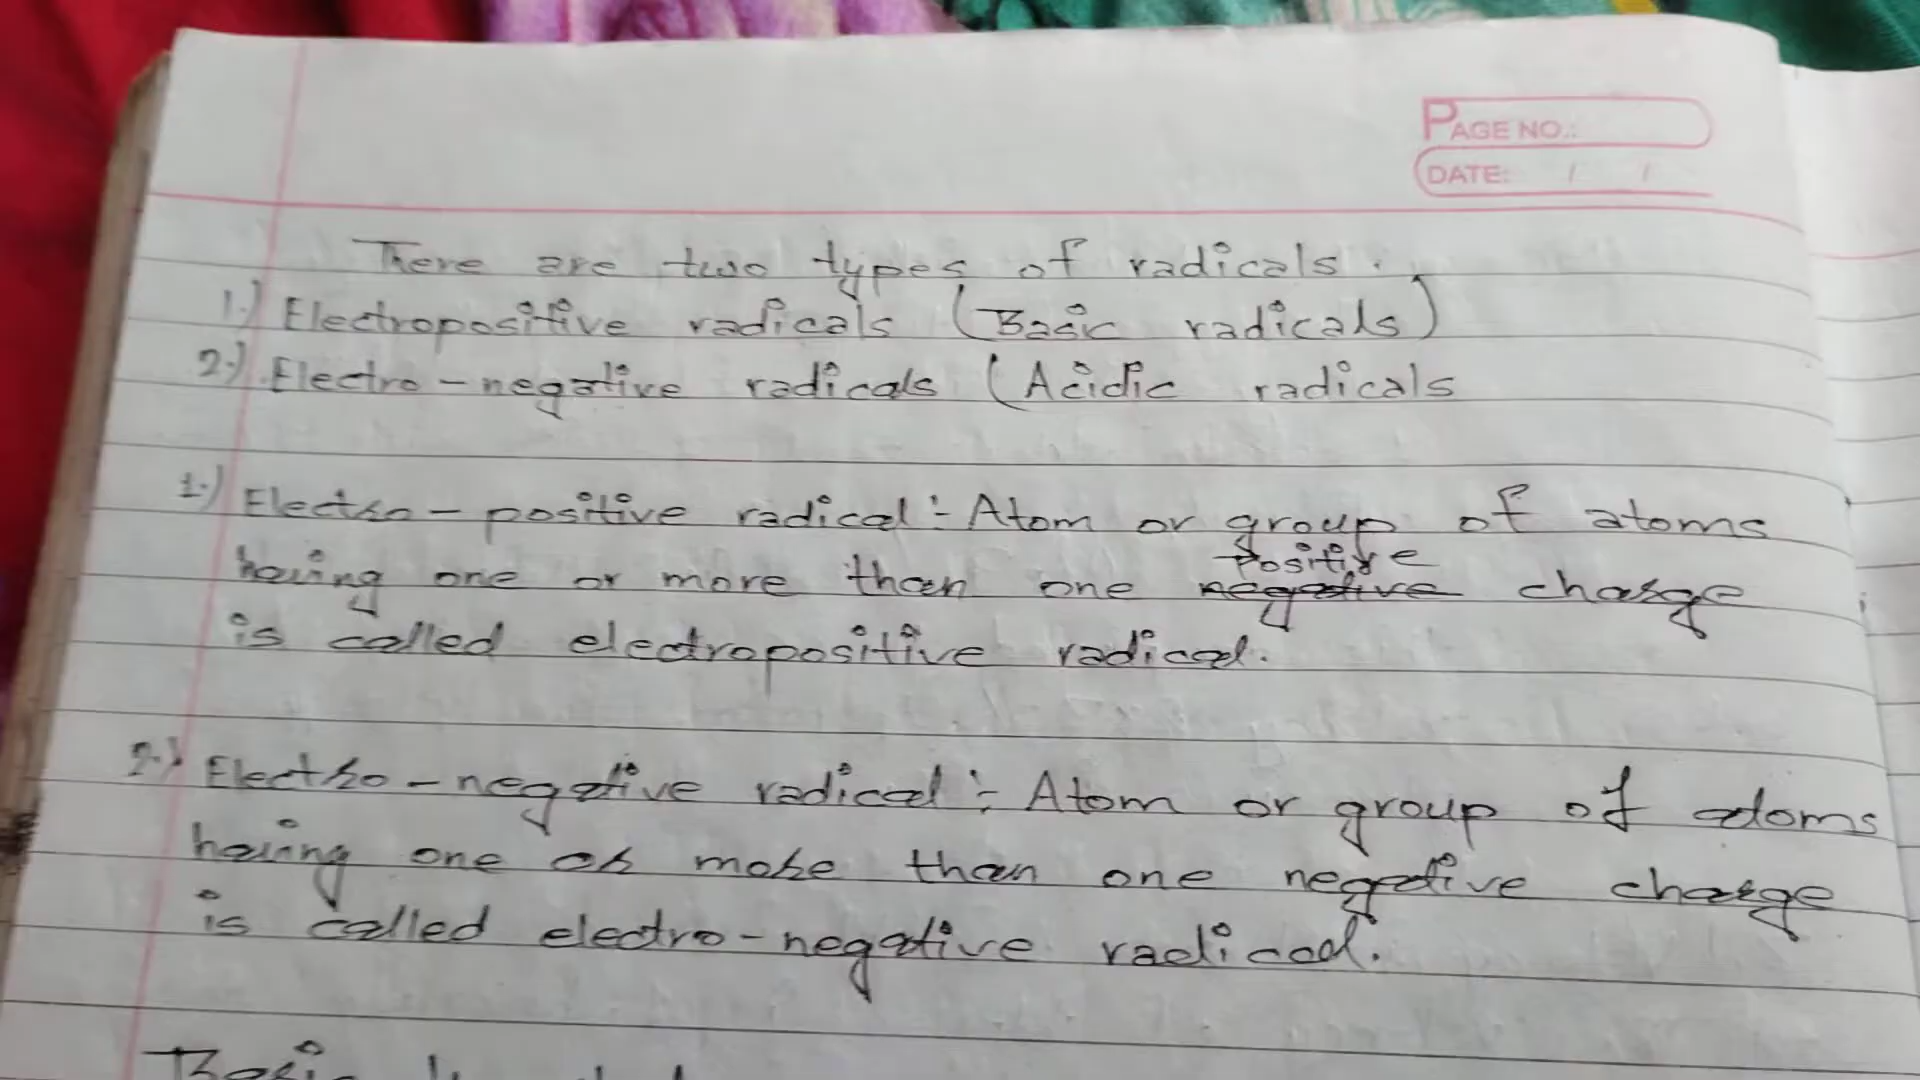 PAGE NO.:
DATE: / /
There are two types of radicals.
1.) Electropositive radicals (Basic radicals)
2.) Electro-negative radicals (Acidic radicals
1.) Electro-positive radical :- Atom or group of atoms
positive
having one or more than one negative charge
is called electropositive radical.
2.) Electro-negative radical :- Atom or group of atoms
having one or more than one negative charge
is called electro-negative radical.